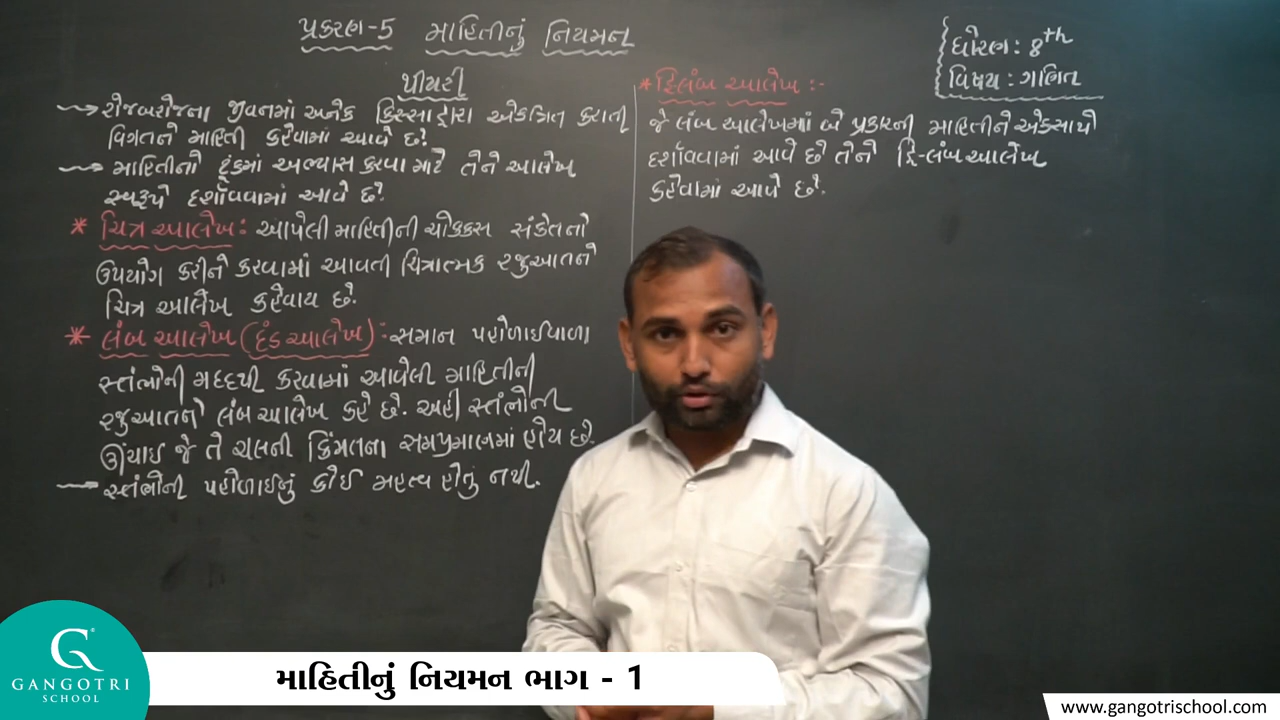 પ્રકરણ-5 માહિતીનું નિયમન
ધોરણ : 8th
વિષય : ગણિત
થીયરી
રોજબરોજના જીવનમાં અનેક કિસ્સા દ્વારા એકત્રિત કરાતી
વિગતને માહિતી કહેવામાં આવે છે.
માહિતીનો ટૂંકમાં અભ્યાસ કરવા માટે તેને આલેખ
સ્વરૂપે દર્શાવવામાં આવે છે.
* ચિત્ર આલેખ : આપેલી માહિતીની ચોક્કસ સંકેતનો
ઉપયોગ કરીને કરવામાં આવતી ચિત્રાત્મક રજુઆતને
ચિત્ર આલેખ કહેવાય છે.
* લંબ આલેખ (દંડ આલેખ) : સમાન પહોળાઈવાળા
સ્તંભોની મદદથી કરવામાં આવેલી માહિતીની
રજુઆતને લંબ આલેખ કહે છે. અહી સ્તંભોની
ઊંચાઈ જે તે ચલની કિંમતના સમપ્રમાણમાં હોય છે.
સ્તંભોની પહોળાઈનું કોઈ મહત્વ હોતું નથી.
* દ્વિલંબ આલેખ :-
જે લંબ આલેખમાં બે પ્રકારની માહિતીને એકસાથે
દર્શાવવામાં આવે છે તેને દ્વિ-લંબ આલેખ
કહેવામાં આવે છે.
G
GANGOTRI
SCHOOL
માહિતીનું નિયમન ભાગ - 1
www.gangotrischool.com